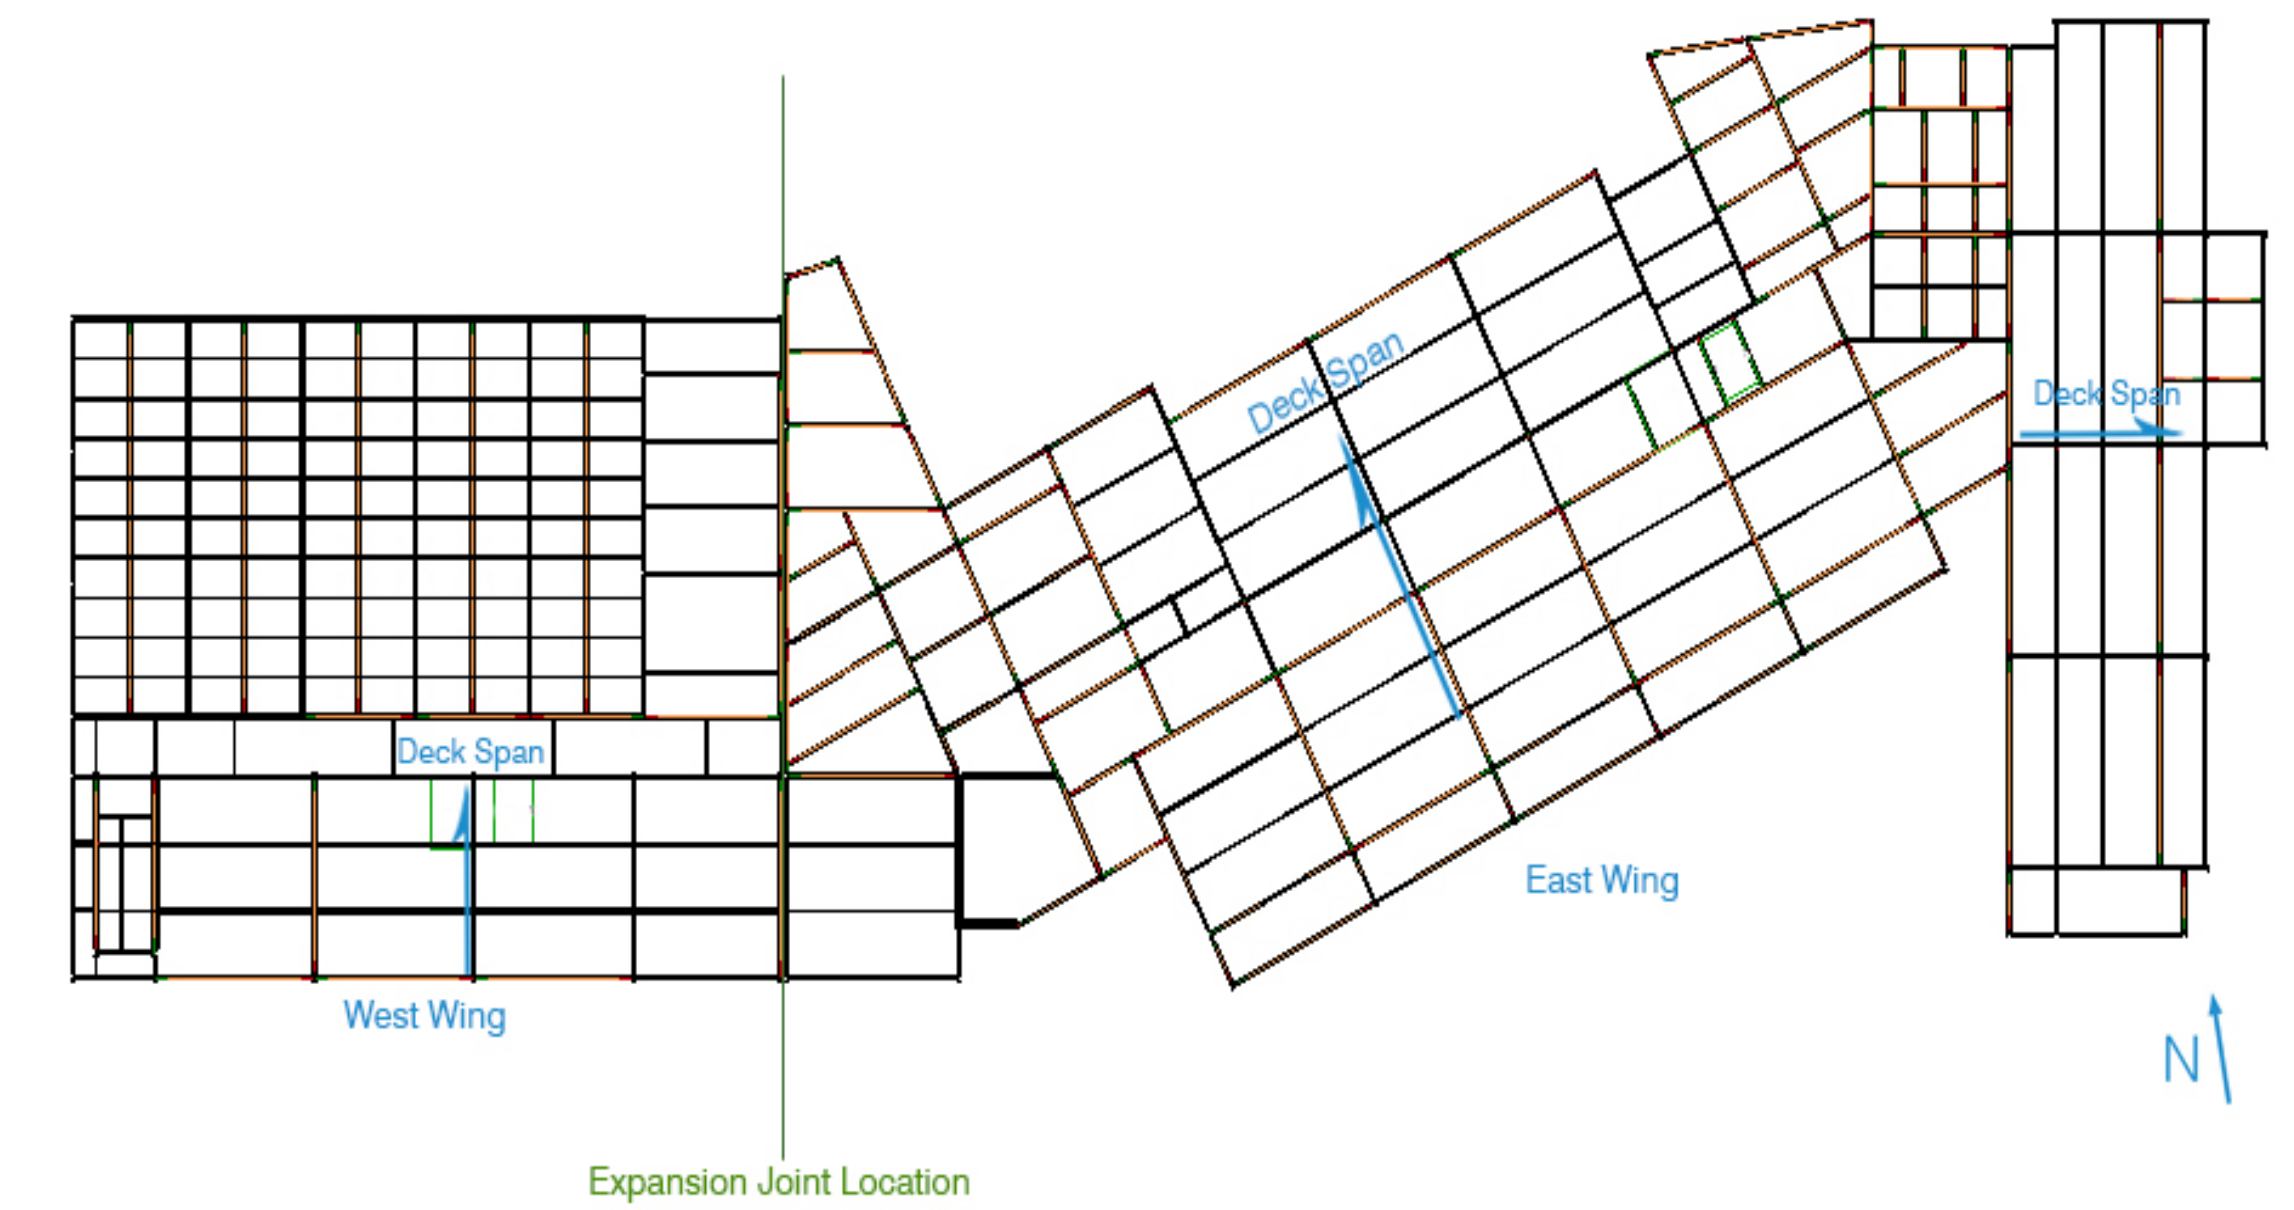 Deck Span
Deck Span
Deck Span
East Wing
West Wing
N
Expansion Joint Location